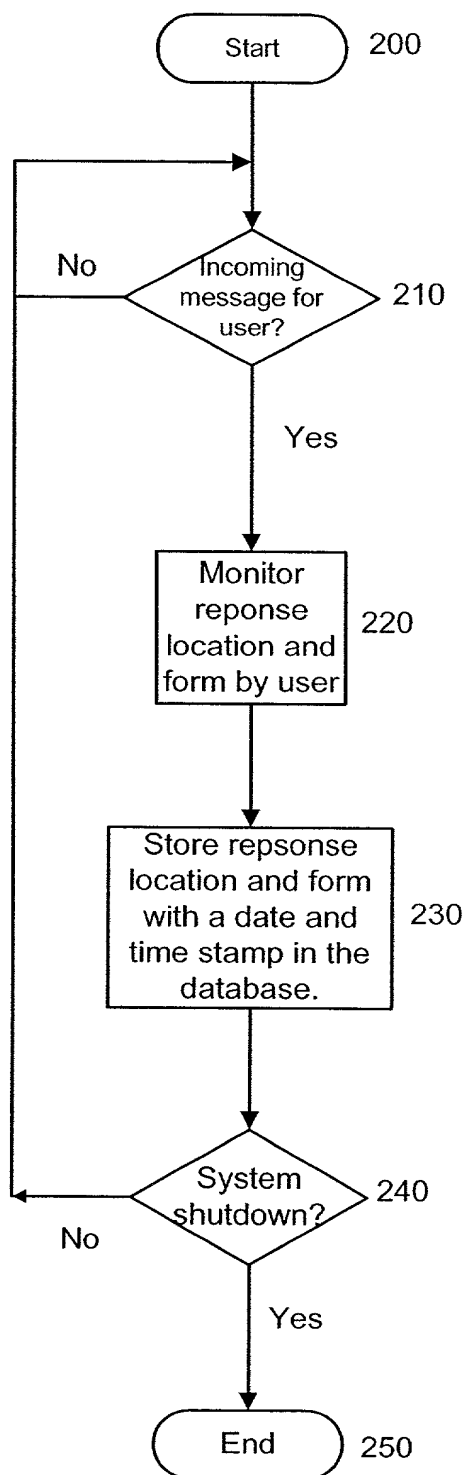 Start
200
No
Incoming
message for
user?
210
Yes
Monitor
reponse
location and
form by user
220
Store repsonse
location and form
with a date and
time stamp in the
database.
230
System
shutdown?
240
No
Yes
End
250